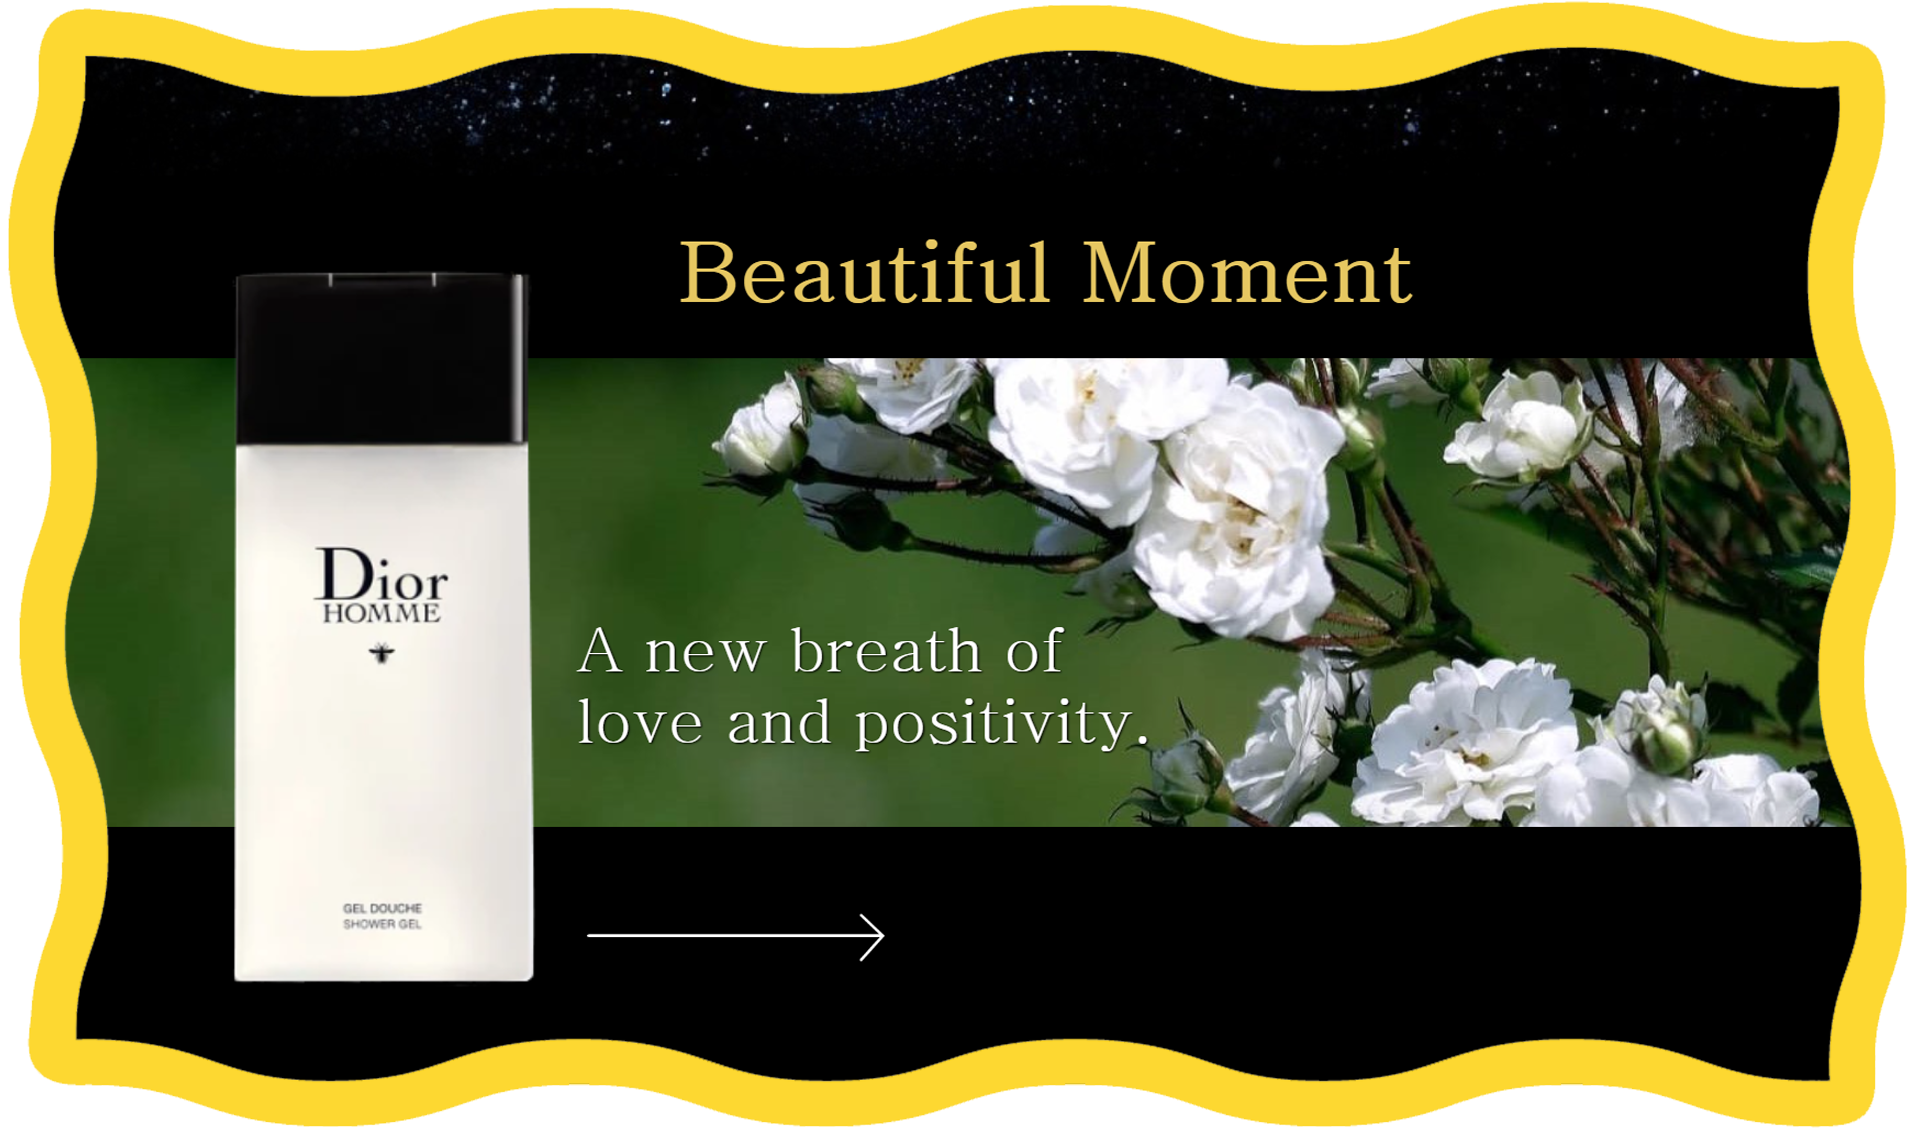 Beautiful Moment
Dior
HOMME
A new breath of
love and positivity.
GEL DOUCHE
SHOWER GEL